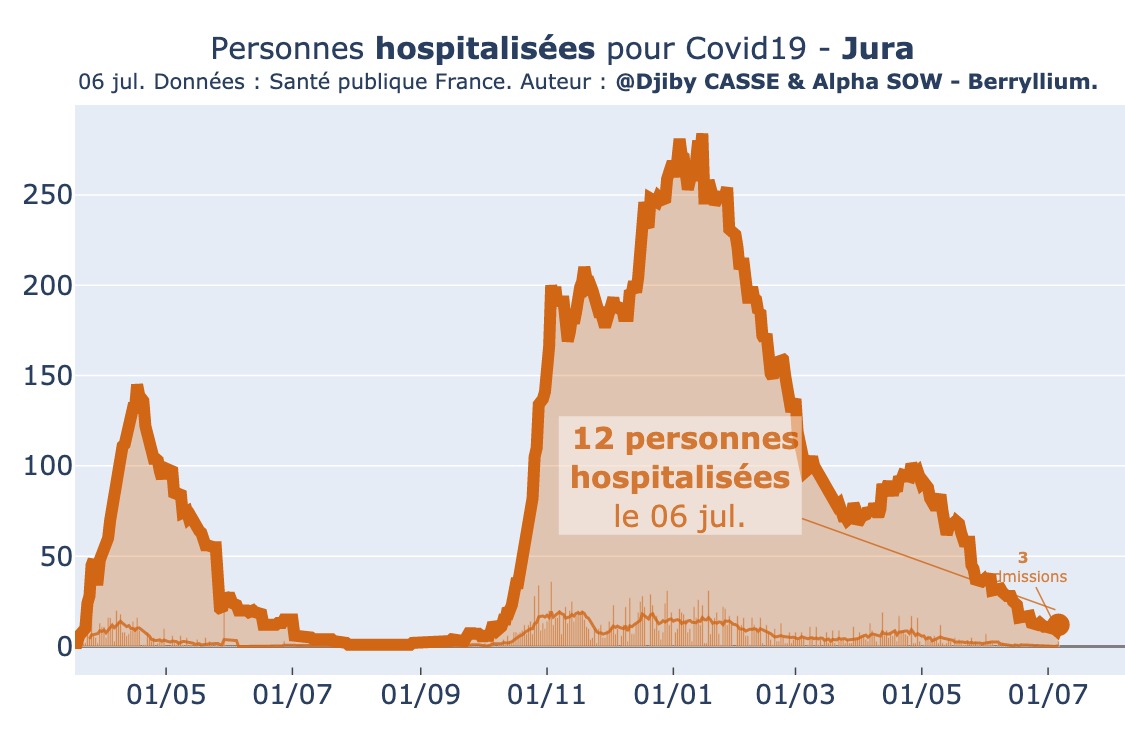 Personnes hospitalisées pour Covid19 - Jura
06 jul. Données : Santé publique France. Auteur : @Djiby CASSE & Alpha SOW - Berryllium.
250
200
150
100
50
0
12 personnes
hospitalisées
le 06 jul.
3
dmissions
01/05 01/07 01/09 01/11 01/01 01/03 01/05 01/07